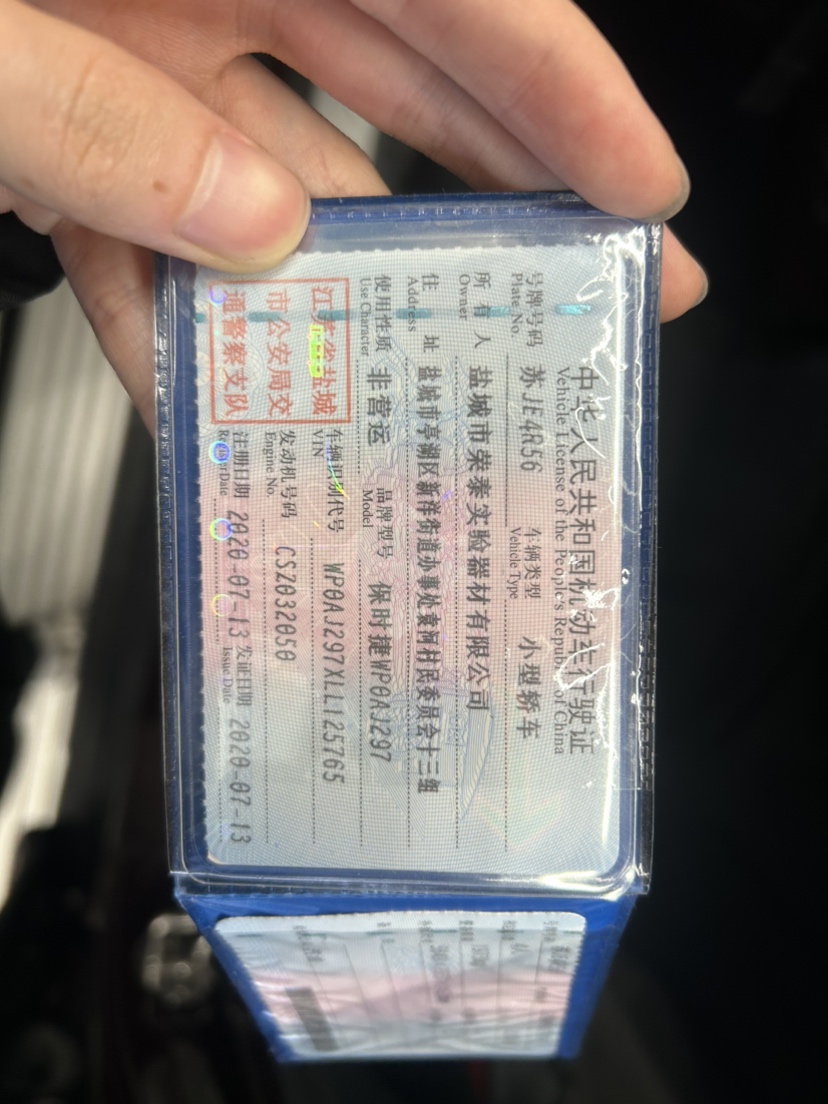 中华人民共和国机动车行驶证
Vehicle License of the People's Republic of China
号牌号码 苏JE4R56 车辆类型 小型轿车
Plate No. Vehicle Type
所有人 盐城市荣泰实验器材有限公司
Owner
住址 盐城市亭湖区新洋街道办事处袁河村民委员会十三组
Address
使用性质 非营运 品牌型号 保时捷WP0AJ297
Use Character Model
江苏省盐城
市公安局交
通警察支队
车辆识别代号 WP0AJ297XLL125765
VIN
发动机号码 CSZ032050
Engine No.
注册日期 2020-07-13 发证日期 2020-07-13
Register Date Issue Date